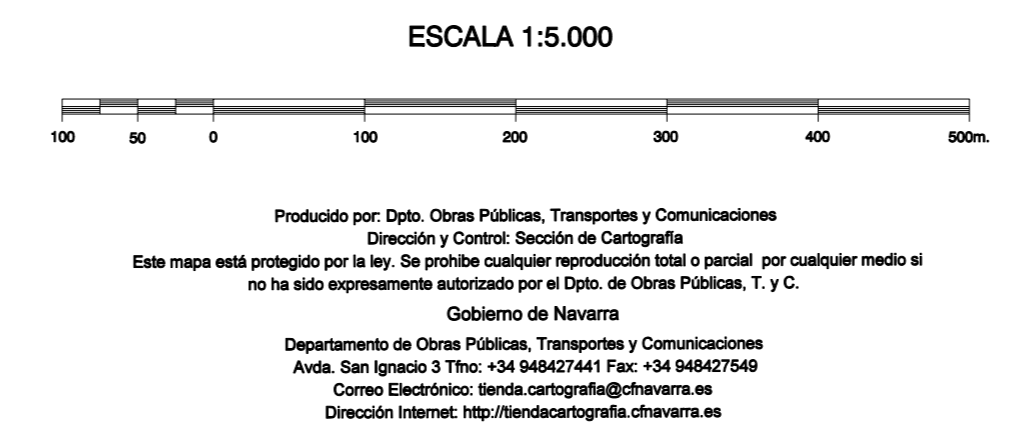 ESCALA 1:5.000
100 50 0 100 200 300 400 500m.
Producido por: Dpto. Obras Públicas, Transportes y Comunicaciones
Dirección y Control: Sección de Cartografía
Este mapa está protegido por la ley. Se prohibe cualquier reproducción total o parcial por cualquier medio si
no ha sido expresamente autorizado por el Dpto. de Obras Públicas, T. y C.
Gobierno de Navarra
Departamento de Obras Públicas, Transportes y Comunicaciones
Avda. San Ignacio 3 Tfno: +34 948427441 Fax: +34 948427549
Correo Electrónico: tienda.cartografia@cfnavarra.es
Dirección Internet: http://tiendacartografia.cfnavarra.es